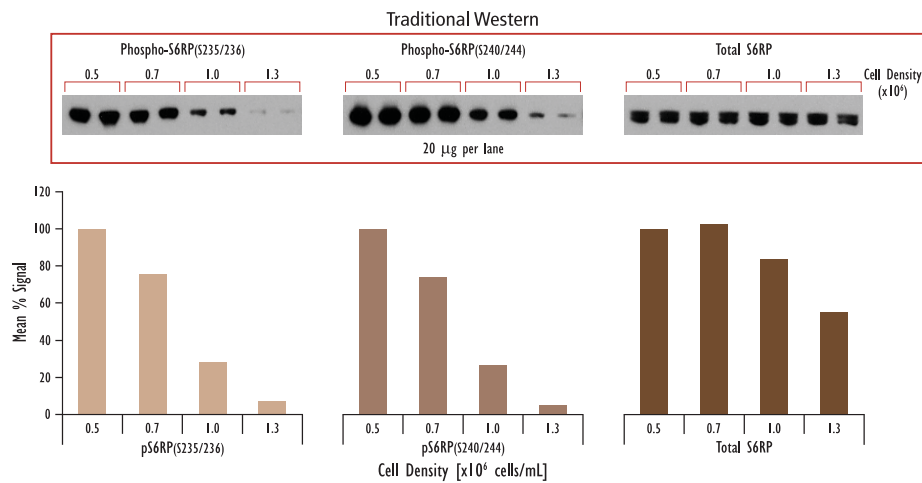 Traditional Western
Phospho-S6RP(S235/236) Phospho-S6RP(S240/244) Total S6RP
0.5 0.7 1.0 1.3 0.5 0.7 1.0 1.3 0.5 0.7 1.0 1.3 Cell Density
(x10⁶)
20 µg per lane
120
100
80
60
40
20
0
Mean % Signal
0.5 0.7 1.0 1.3 0.5 0.7 1.0 1.3 0.5 0.7 1.0 1.3
pS6RP(S235/236) pS6RP(S240/244) Total S6RP
Cell Density [x10⁶ cells/mL]